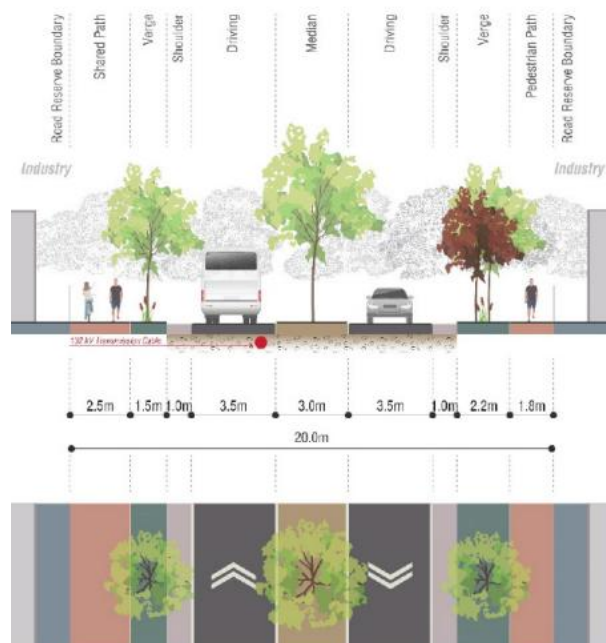 Road Reserve Boundary
Shared Path
Verge
Shoulder
Driving
Median
Driving
Shoulder
Verge
Pedestrian Path
Road Reserve Boundary
Industry
Industry
132 kV Transmission Cable
2.5m
1.5m
1.0m
3.5m
3.0m
3.5m
1.0m
2.2m
1.8m
20.0m